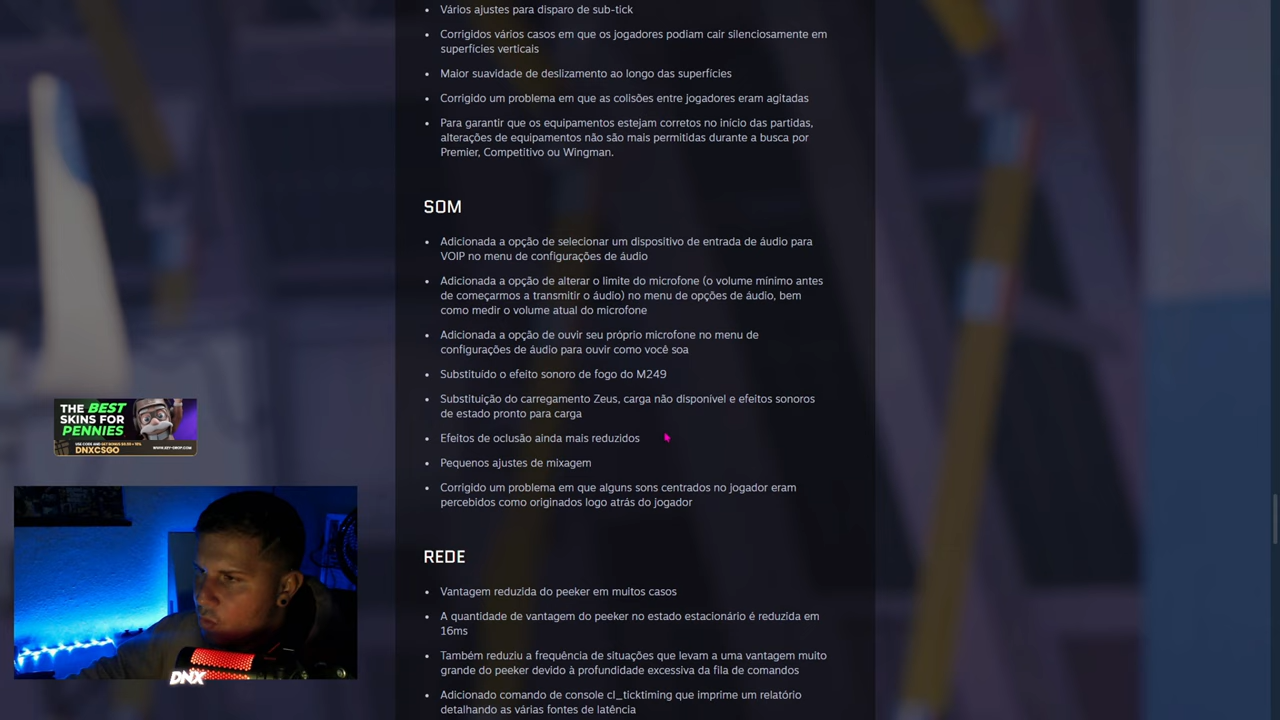 Vários ajustes para disparo de sub-tick
Corrigidos vários casos em que os jogadores podiam cair silenciosamente em
superfícies verticais
Maior suavidade de deslizamento ao longo das superfícies
Corrigido um problema em que as colisões entre jogadores eram agitadas
Para garantir que os equipamentos estejam corretos no início das partidas,
alterações de equipamentos não são mais permitidas durante a busca por
Premier, Competitivo ou Wingman.
SOM
Adicionada a opção de selecionar um dispositivo de entrada de áudio para
VOIP no menu de configurações de áudio
Adicionada a opção de alterar o limite do microfone (o volume mínimo antes
de começarmos a transmitir o áudio) no menu de opções de áudio, bem
como medir o volume atual do microfone
Adicionada a opção de ouvir seu próprio microfone no menu de
configurações de áudio para ouvir como você soa
Substituído o efeito sonoro de fogo do M249
Substituição do carregamento Zeus, carga não disponível e efeitos sonoros
de estado pronto para carga
Efeitos de oclusão ainda mais reduzidos
Pequenos ajustes de mixagem
Corrigido um problema em que alguns sons centrados no jogador eram
percebidos como originados logo atrás do jogador
REDE
Vantagem reduzida do peeker em muitos casos
A quantidade de vantagem do peeker no estado estacionário é reduzida em
16ms
Também reduziu a frequência de situações que levam a uma vantagem muito
grande do peeker devido à profundidade excessiva da fila de comandos
Adicionado comando de console cl_ticktiming que imprime um relatório
detalhando as várias fontes de latência
THE BEST
SKINS FOR
PENNIES
DNXCSGO
DNX